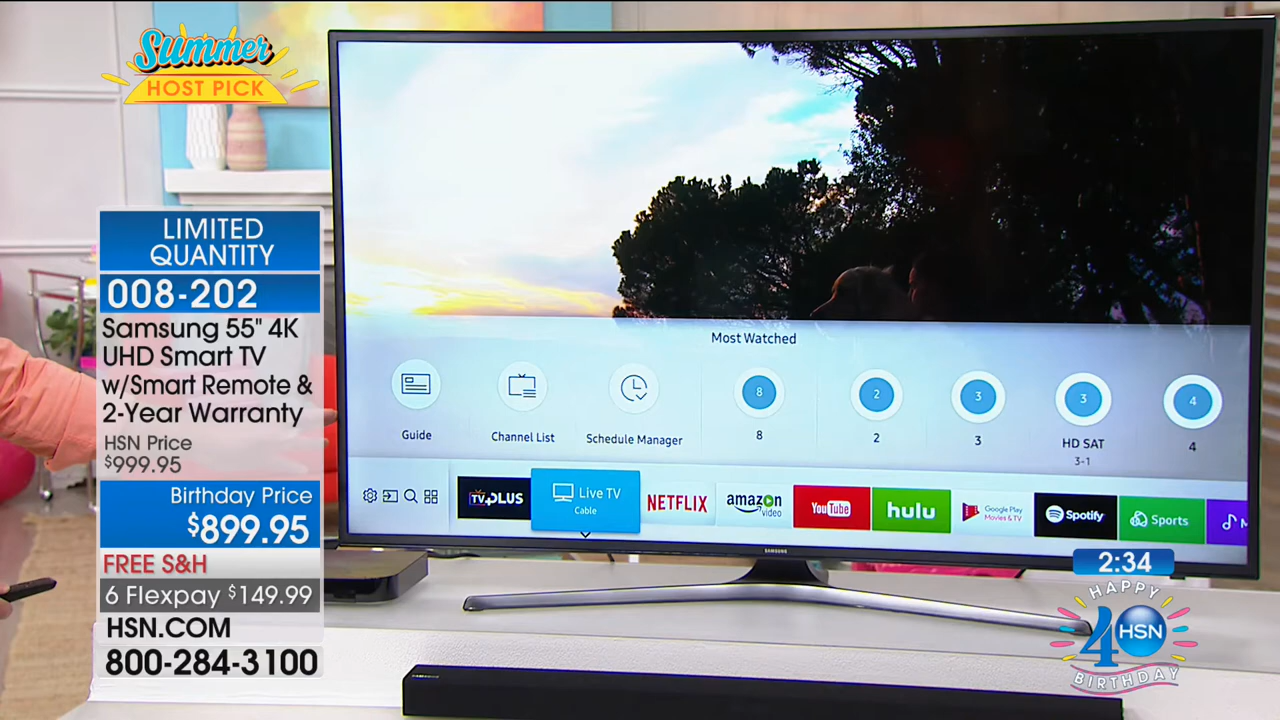 Summer
HOST PICK
LIMITED
QUANTITY
008-202
Samsung 55" 4K
UHD Smart TV
w/Smart Remote &
2-Year Warranty
HSN Price
$999.95
Birthday Price
$899.95
FREE S&H
6 Flexpay $149.99
HSN.COM
800-284-3100
Most Watched
8
2
3
3
4
Guide
Channel List
Schedule Manager
8
2
3
HD SAT
3-1
4
TV PLUS
Live TV
Cable
NETFLIX
amazon
video
YouTube
hulu
Google Play
Movies & TV
Spotify
Sports
M
SAMSUNG
2:34
HAPPY
40
HSN
BIRTHDAY
SAMSUNG